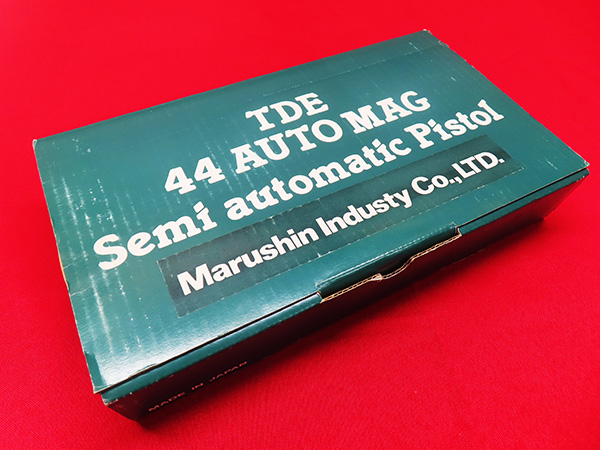 TDE
44 AUTO MAG
Semi automatic Pistol
Marushin Industy Co.,LTD.
MADE IN JAPAN